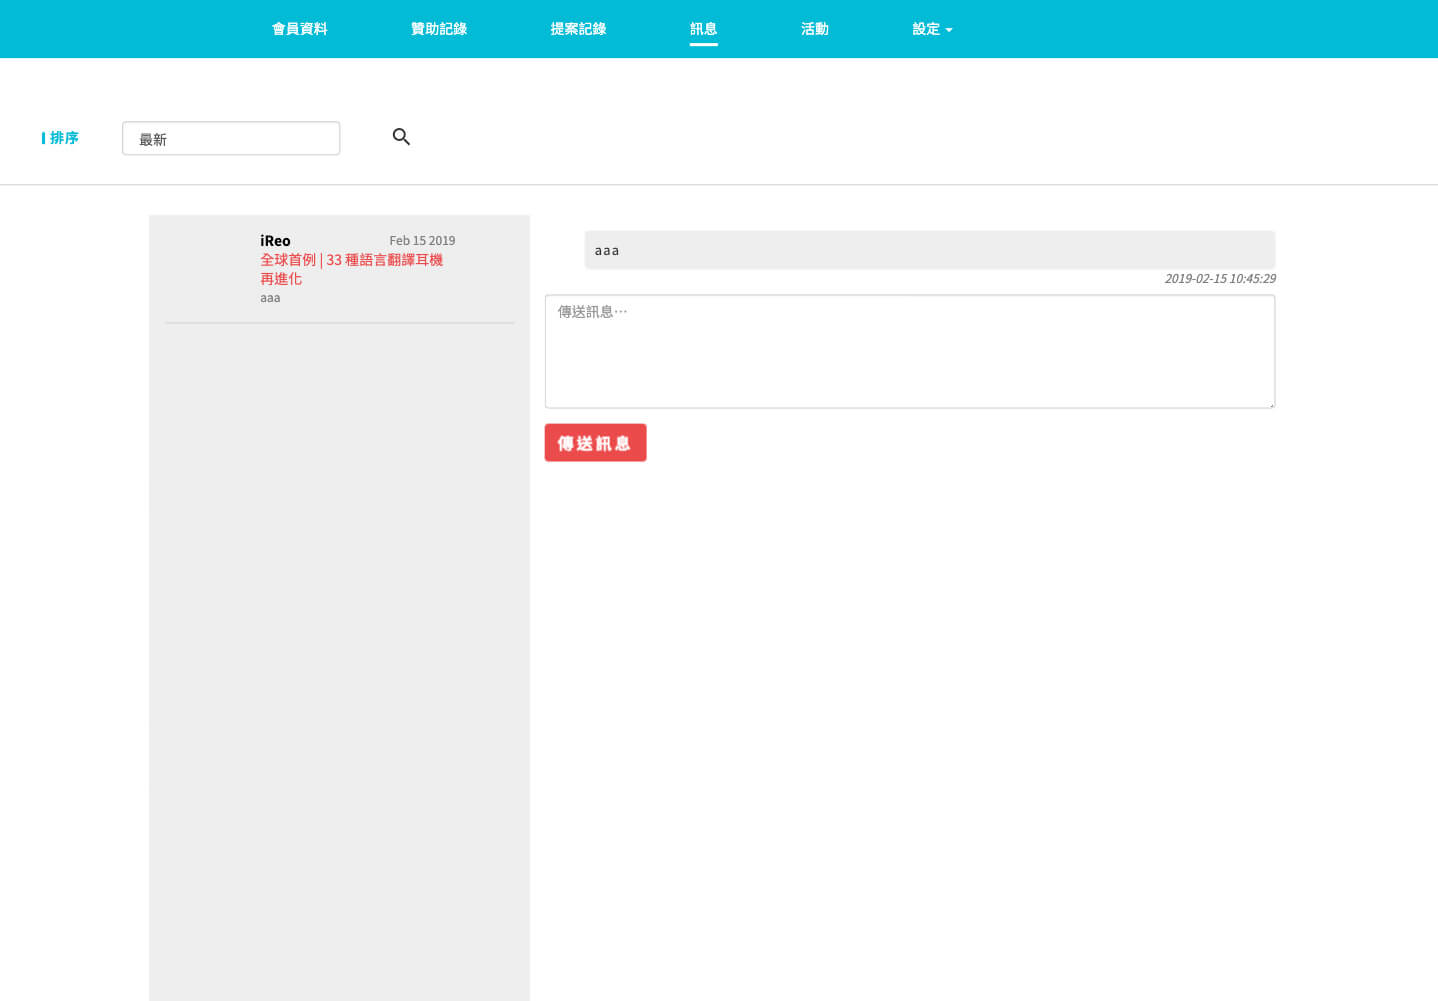 會員資料 贊助記錄 提案記錄 訊息 活動 設定
排序 最新
iReo Feb 15 2019
全球首例 | 33 種語言翻譯耳機
再進化
aaa
aaa
2019-02-15 10:45:29
傳送訊息⋯
傳送訊息